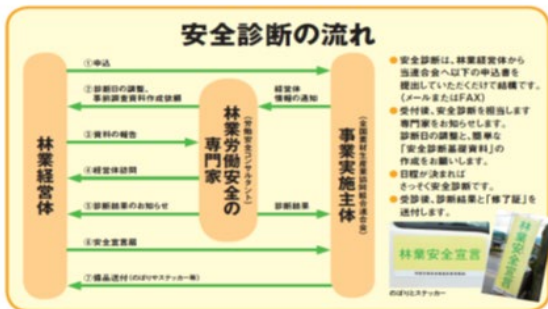 安全診断の流れ
①申込
②診断日の調整、
事前調査資料作成依頼
経営体
情報の通知
③資料の報告
④経営体訪問
⑤診断結果のお知らせ
診断結果
⑥安全宣言届
⑦備品送付(のぼりやステッカー等)
林業経営体
林業労働安全の
専門家
(労働安全コンサルタント)
事業実施主体
(全国素材生産業協同組合連合会)
●安全診断は、林業経営体から
当連合会へ以下の申込書を
提出していただくだけで結構です。
(メールまたはFAX)
●受付後、安全診断を担当します
専門家をお知らせします。
診断日の調整と、簡単な
「安全診断基礎資料」の
作成をお願いします。
●日程が決まれば
さっそく安全診断です。
●受診後、診断結果と「修了証」を
送付します。
林業安全宣言
林業安全宣言
のぼりとステッカー